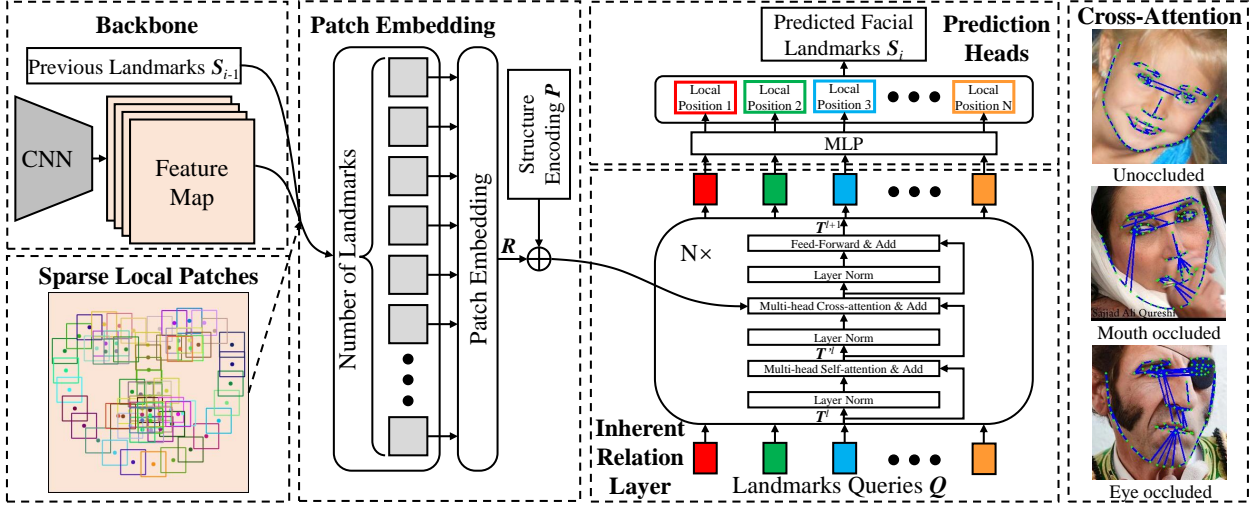 Backbone
Previous Landmarks S_{i-1}
CNN
Feature
Map
Sparse Local Patches
Patch Embedding
Number of Landmarks
Patch Embedding
Structure
Encoding P
R
Predicted Facial
Landmarks S_i
Prediction
Heads
Local
Position 1
Local
Position 2
Local
Position 3
Local
Position N
MLP
N×
T^{l+1}
Feed-Forward & Add
Layer Norm
Multi-head Cross-attention & Add
Layer Norm
T'^l
Multi-head Self-attention & Add
Layer Norm
T^l
Inherent
Relation
Layer
Landmarks Queries Q
Cross-Attention
Unoccluded
Sajjad Ali Qureshi
Mouth occluded
Eye occluded